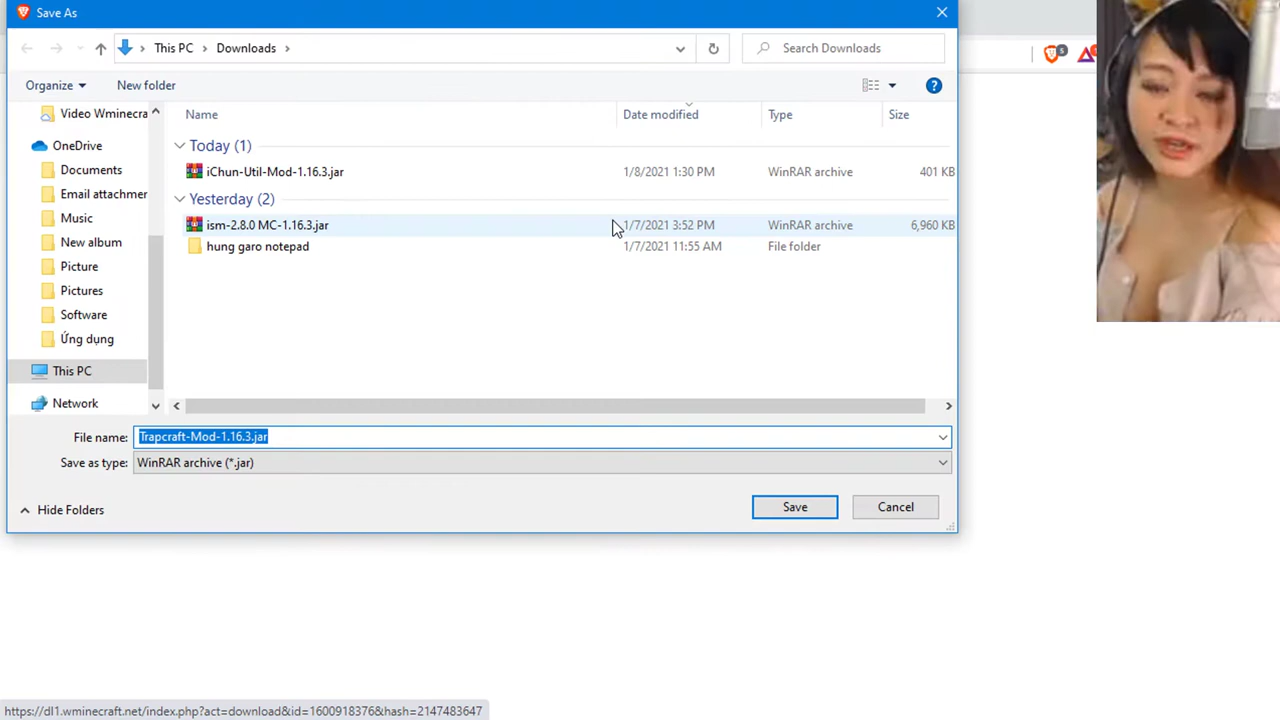 Save As
This PC
Downloads
Search Downloads
Organize
New folder
Name
Date modified
Type
Size
Video Wminecra
OneDrive
Documents
Email attachmer
Music
New album
Picture
Pictures
Software
Ứng dụng
This PC
Network
Today (1)
iChun-Util-Mod-1.16.3.jar 1/8/2021 1:30 PM WinRAR archive 401 KB
Yesterday (2)
ism-2.8.0 MC-1.16.3.jar 1/7/2021 3:52 PM WinRAR archive 6,960 KB
hung garo notepad 1/7/2021 11:55 AM File folder
File name: Trapcraft-Mod-1.16.3.jar
Save as type: WinRAR archive (*.jar)
Hide Folders
Save
Cancel
https://dl1.wminecraft.net/index.php?act=download&id=1600918376&hash=2147483647